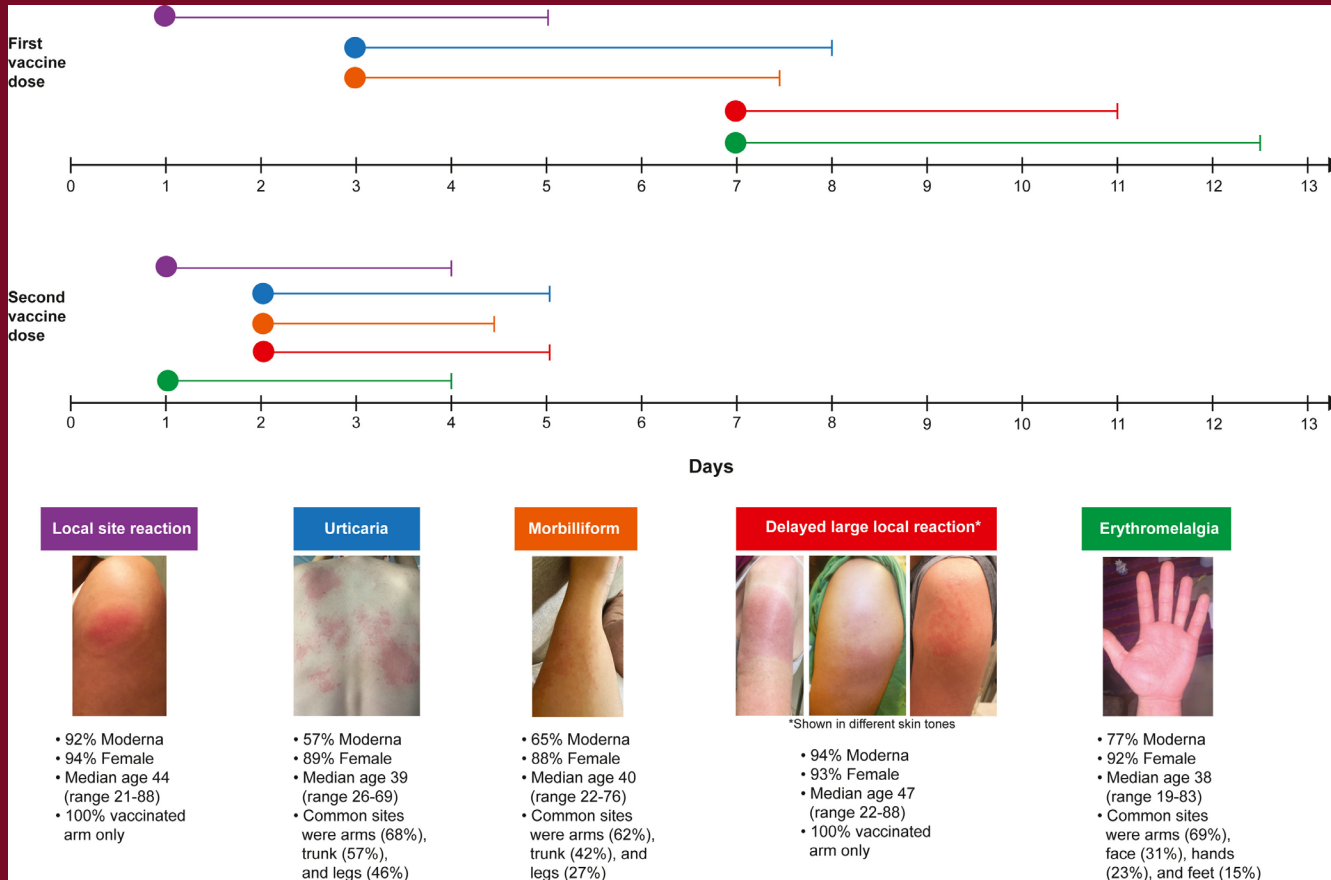 First
vaccine
dose
0 1 2 3 4 5 6 7 8 9 10 11 12 13
Second
vaccine
dose
0 1 2 3 4 5 6 7 8 9 10 11 12 13
Days
Local site reaction
• 92% Moderna
• 94% Female
• Median age 44
(range 21-88)
• 100% vaccinated
arm only
Urticaria
• 57% Moderna
• 89% Female
• Median age 39
(range 26-69)
• Common sites
were arms (68%),
trunk (57%),
and legs (46%)
Morbilliform
• 65% Moderna
• 88% Female
• Median age 40
(range 22-76)
• Common sites
were arms (62%),
trunk (42%), and
legs (27%)
Delayed large local reaction*
*Shown in different skin tones
• 94% Moderna
• 93% Female
• Median age 47
(range 22-88)
• 100% vaccinated
arm only
Erythromelalgia
• 77% Moderna
• 92% Female
• Median age 38
(range 19-83)
• Common sites
were arms (69%),
face (31%), hands
(23%), and feet (15%)